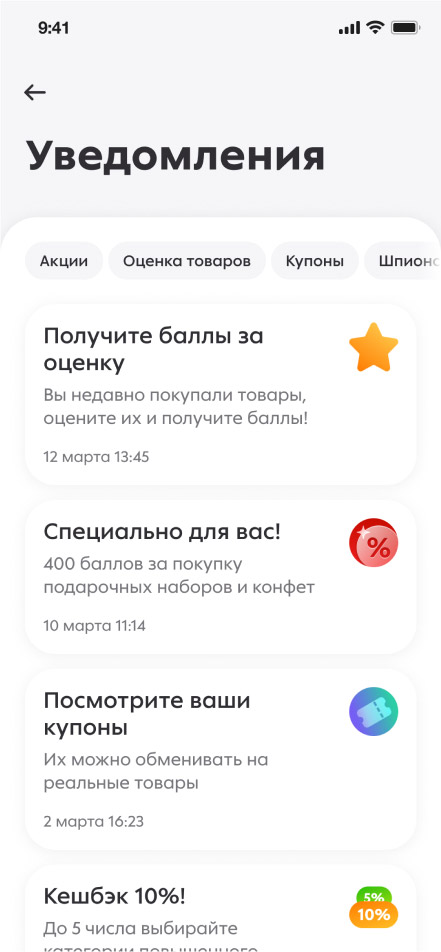 9:41
Уведомления
Акции Оценка товаров Купоны
Получите баллы за
оценку
Вы недавно покупали товары,
оцените их и получите баллы!
12 марта 13:45
Специально для вас!
%
400 баллов за покупку
подарочных наборов и конфет
10 марта 11:14
Посмотрите ваши
купоны
Их можно обменивать на
реальные товары
2 марта 16:23
Кешбэк 10%!
5%
10%
До 5 числа выбирайте
категории повышенного